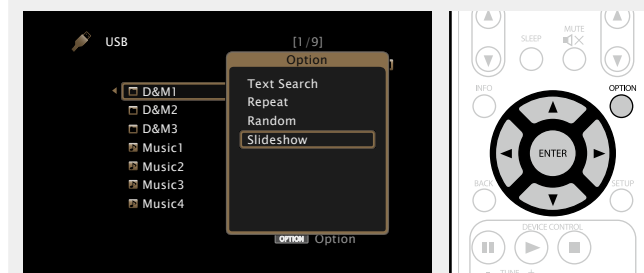 USB
[1/9]
Option
D&M1
D&M2
D&M3
Music1
Music2
Music3
Music4
Text Search
Repeat
Random
Slideshow
OPTION Option
SLEEP
MUTE
INFO
OPTION
ENTER
BACK
SETUP
DEVICE CONTROL
- TUNE +